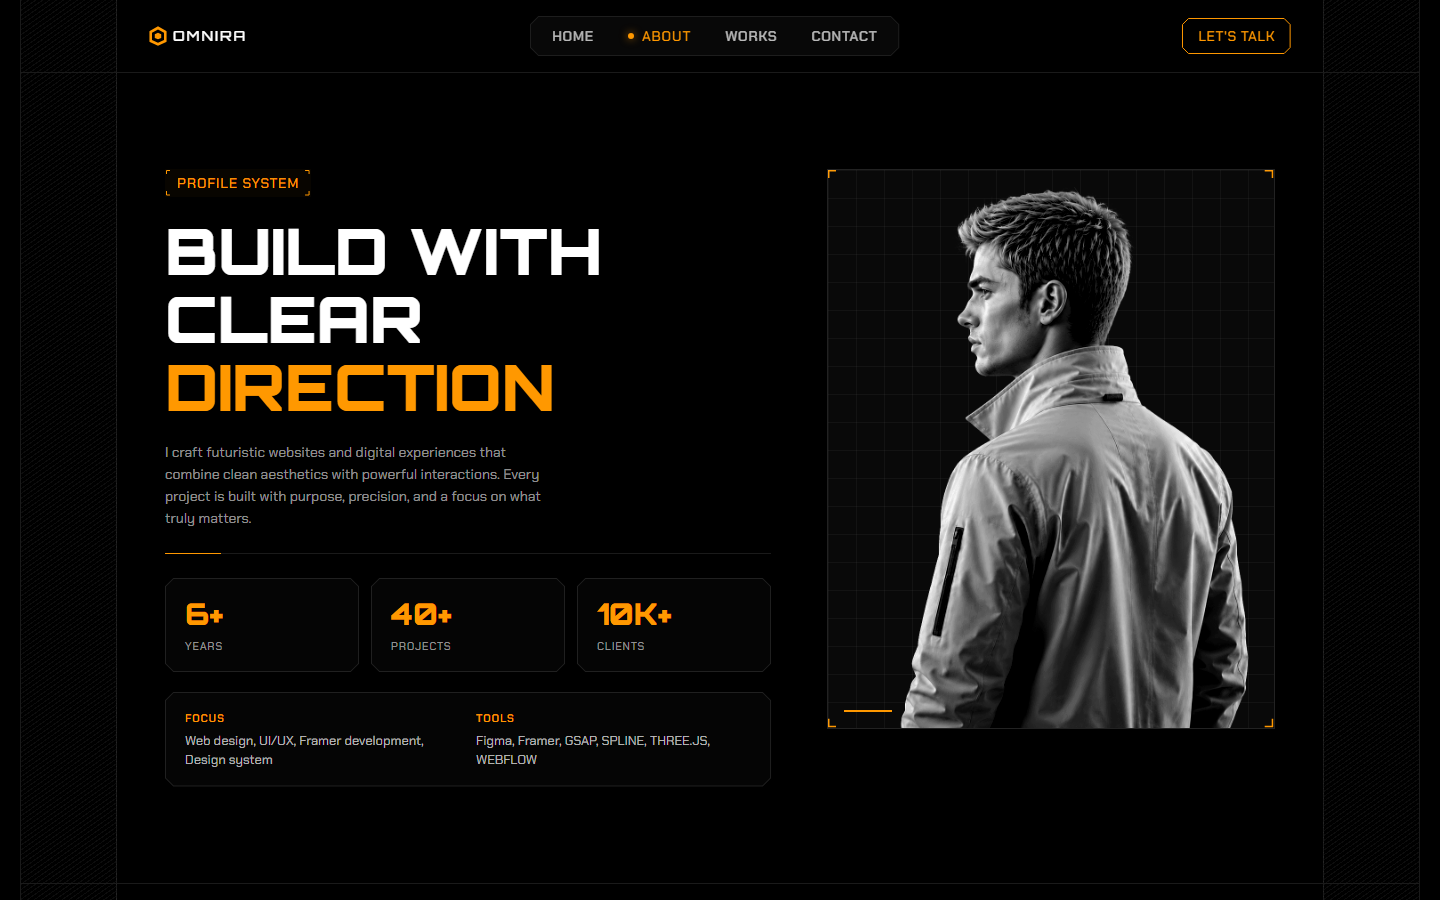 OMNIRA
HOME
ABOUT
WORKS
CONTACT
LET'S TALK
PROFILE SYSTEM
BUILD WITH
CLEAR
DIRECTION
I craft futuristic websites and digital experiences that
combine clean aesthetics with powerful interactions. Every
project is built with purpose, precision, and a focus on what
truly matters.
6+
YEARS
40+
PROJECTS
10K+
CLIENTS
FOCUS
Web design, UI/UX, Framer development,
Design system
TOOLS
Figma, Framer, GSAP, SPLINE, THREE.JS,
WEBFLOW